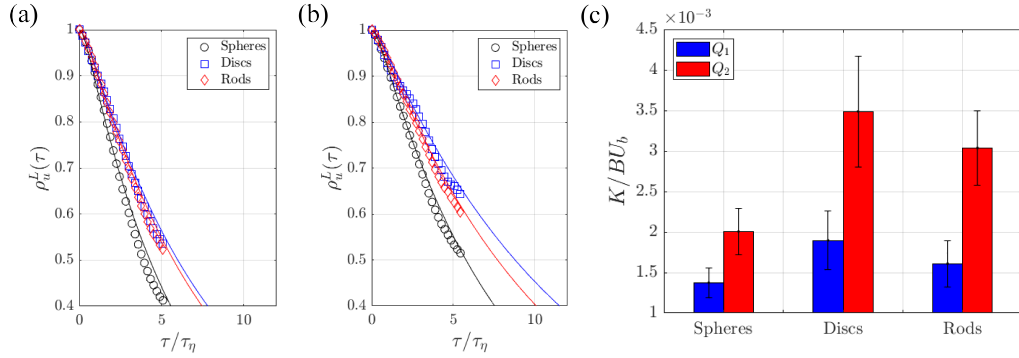 (a)
(b)
(c)
1
0.9
0.8
0.7
0.6
0.5
0.4
0
5
10
ρ_u^L(τ)
τ/τ_η
Spheres
Discs
Rods
1
0.9
0.8
0.7
0.6
0.5
0.4
0
5
10
ρ_u^L(τ)
τ/τ_η
Spheres
Discs
Rods
×10⁻³
4.5
4
3.5
3
2.5
2
1.5
1
K/BU_b
Q₁
Q₂
Spheres Discs Rods